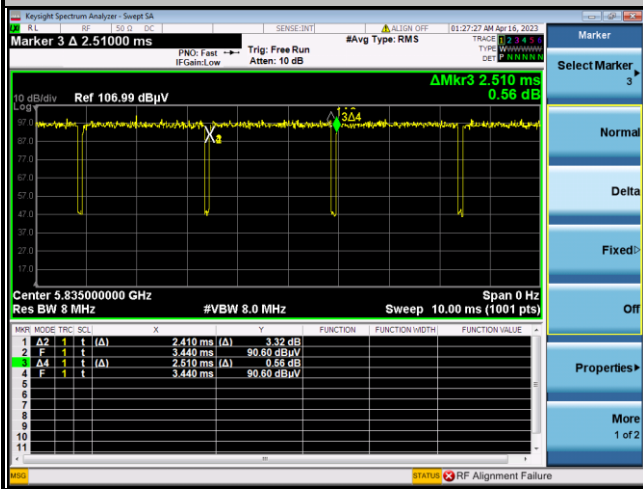 Keysight Spectrum Analyzer - Swept SA
RL RF 50 Ω DC SENSE:INT ALIGN OFF 01:27:27 AM Apr 16, 2023
Marker 3 Δ 2.51000 ms
PNO: Fast
IFGain:Low
Trig: Free Run
Atten: 10 dB
#Avg Type: RMS
TRACE 1 2 3 4 5 6
TYPE WWWWWW
DET P N N N N N
ΔMkr3 2.510 ms
0.56 dB
10 dB/div Ref 106.99 dBµV
Log
97.0
87.0
77.0
67.0
57.0
47.0
37.0
27.0
17.0
3Δ4
Center 5.835000000 GHz Span 0 Hz
Res BW 8 MHz #VBW 8.0 MHz Sweep 10.00 ms (1001 pts)
MKR MODE TRC SCL X Y FUNCTION FUNCTION WIDTH FUNCTION VALUE
1 Δ2 1 t (Δ) 2.410 ms (Δ) 3.32 dB
2 F 1 t 3.440 ms 90.60 dBµV
3 Δ4 1 t (Δ) 2.510 ms (Δ) 0.56 dB
4 F 1 t 3.440 ms 90.60 dBµV
5
6
7
8
9
10
11
MSG STATUS RF Alignment Failure
Marker
Select Marker
3
Normal
Delta
Fixed
Off
Properties
More
1 of 2